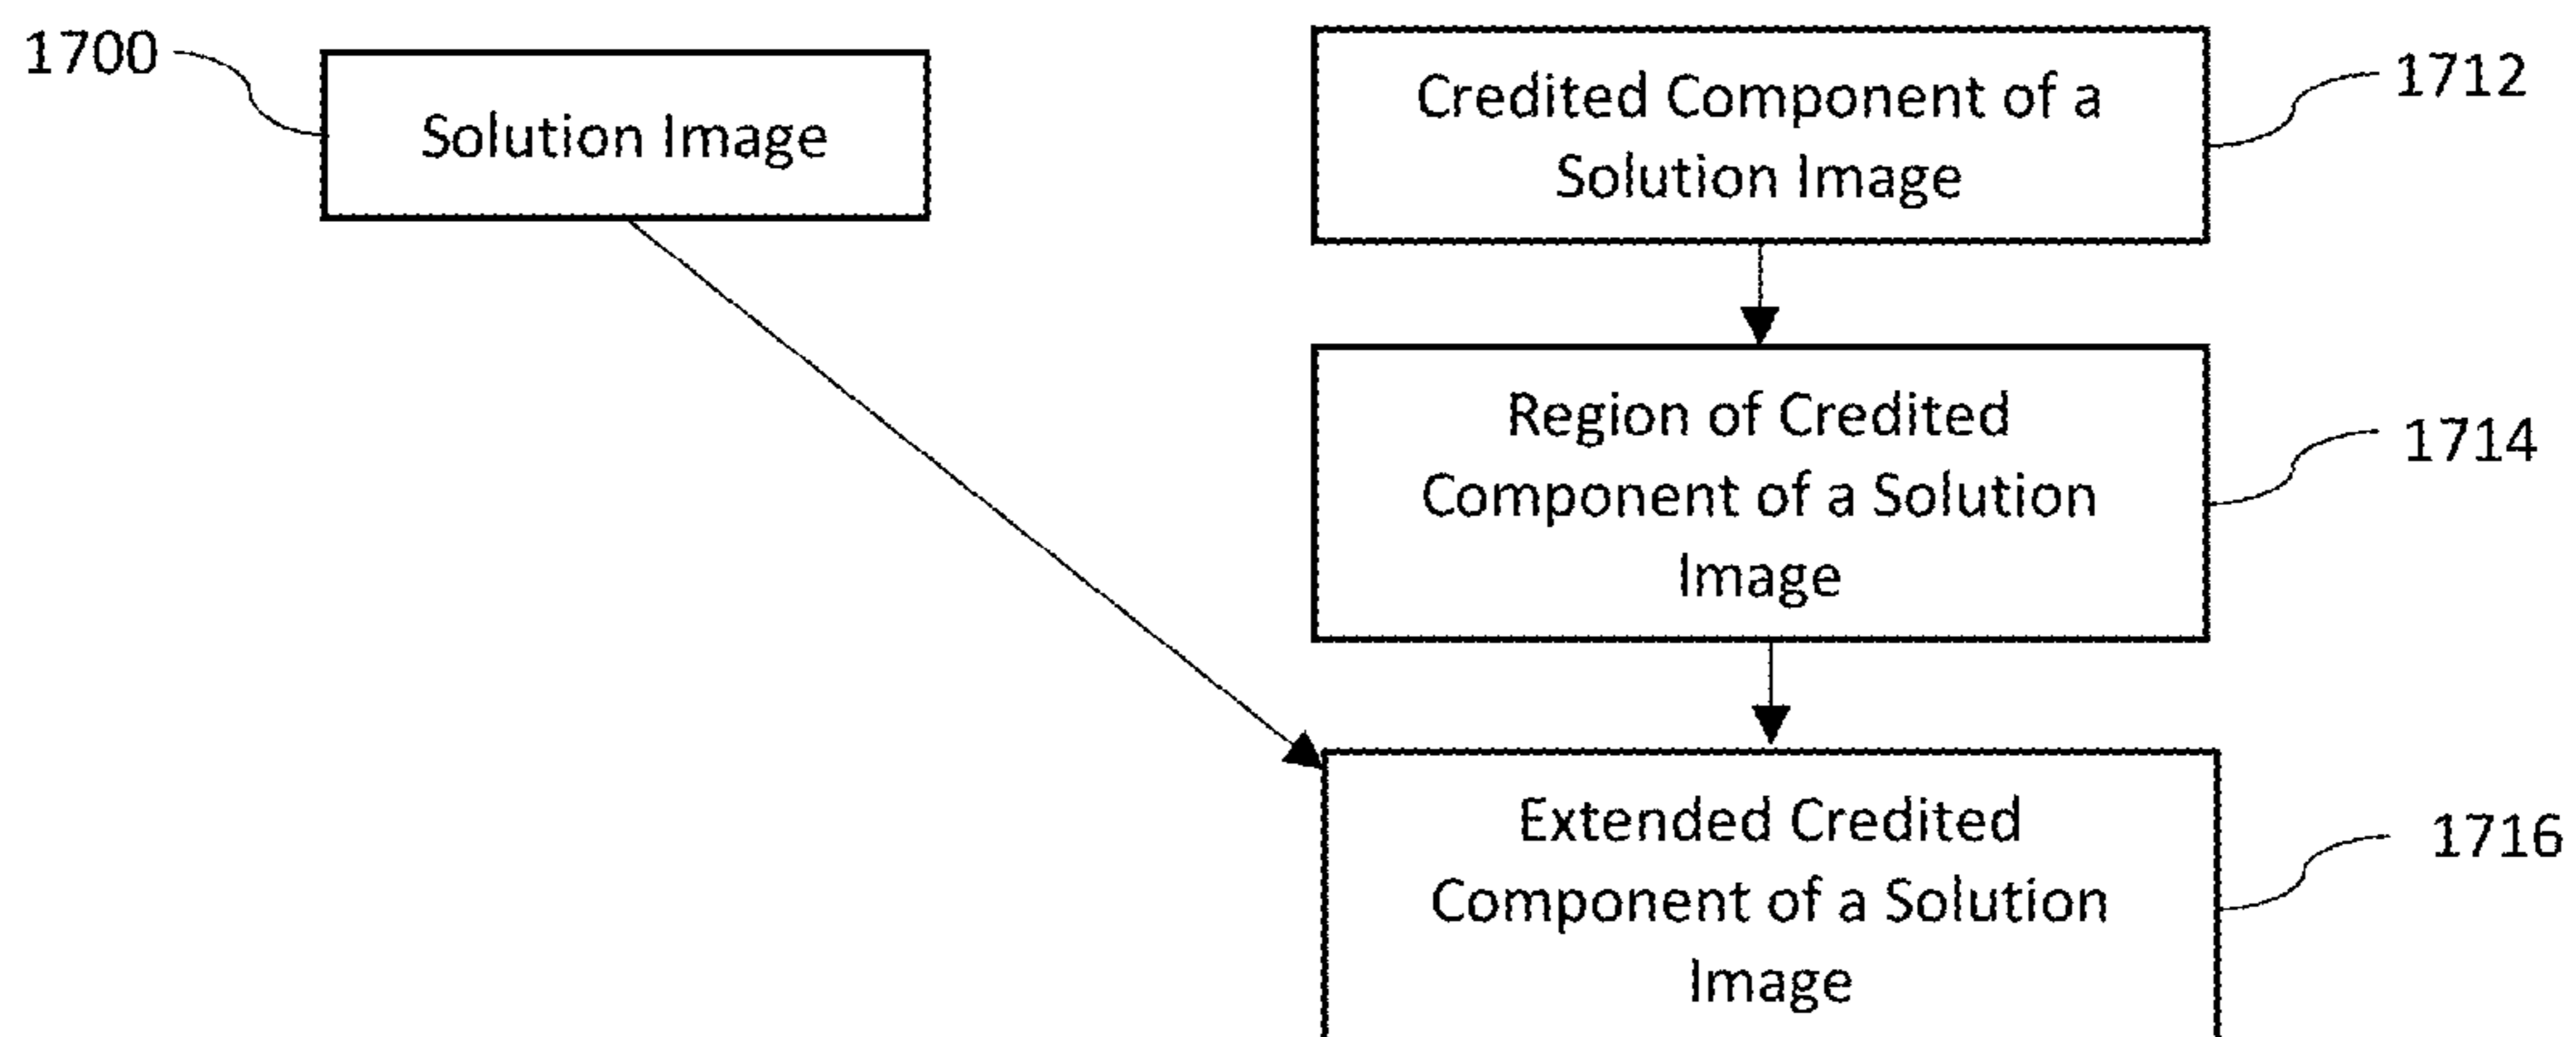 1700
Solution Image
Credited Component of a
Solution Image
1712
Region of Credited
Component of a Solution
Image
1714
Extended Credited
Component of a Solution
Image
1716